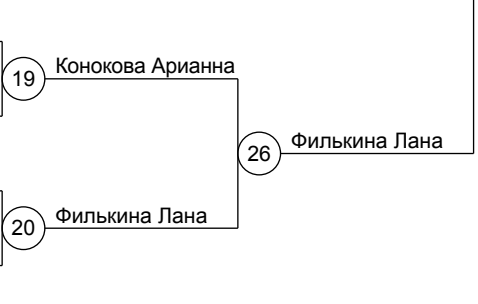 19 Конокова Арианна
26 Филькина Лана
20 Филькина Лана